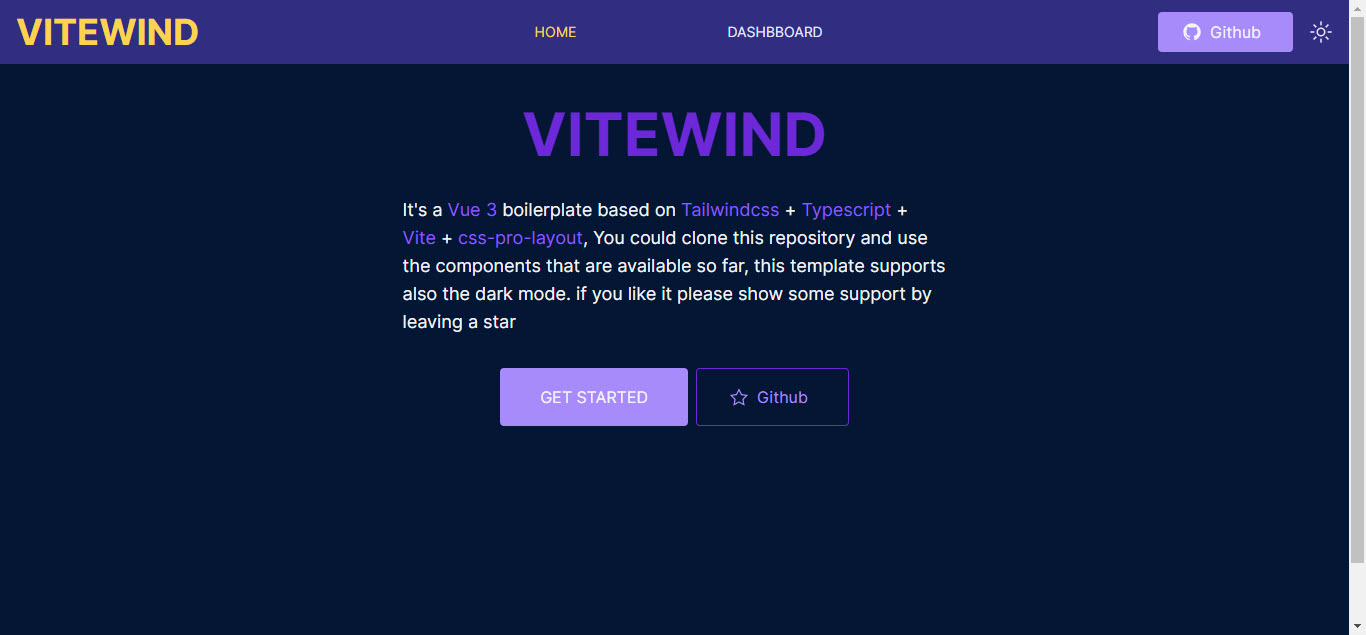 VITEWIND
HOME
DASHBBOARD
Github
VITEWIND
It's a Vue 3 boilerplate based on Tailwindcss + Typescript +
Vite + css-pro-layout, You could clone this repository and use
the components that are available so far, this template supports
also the dark mode. if you like it please show some support by
leaving a star
GET STARTED
Github